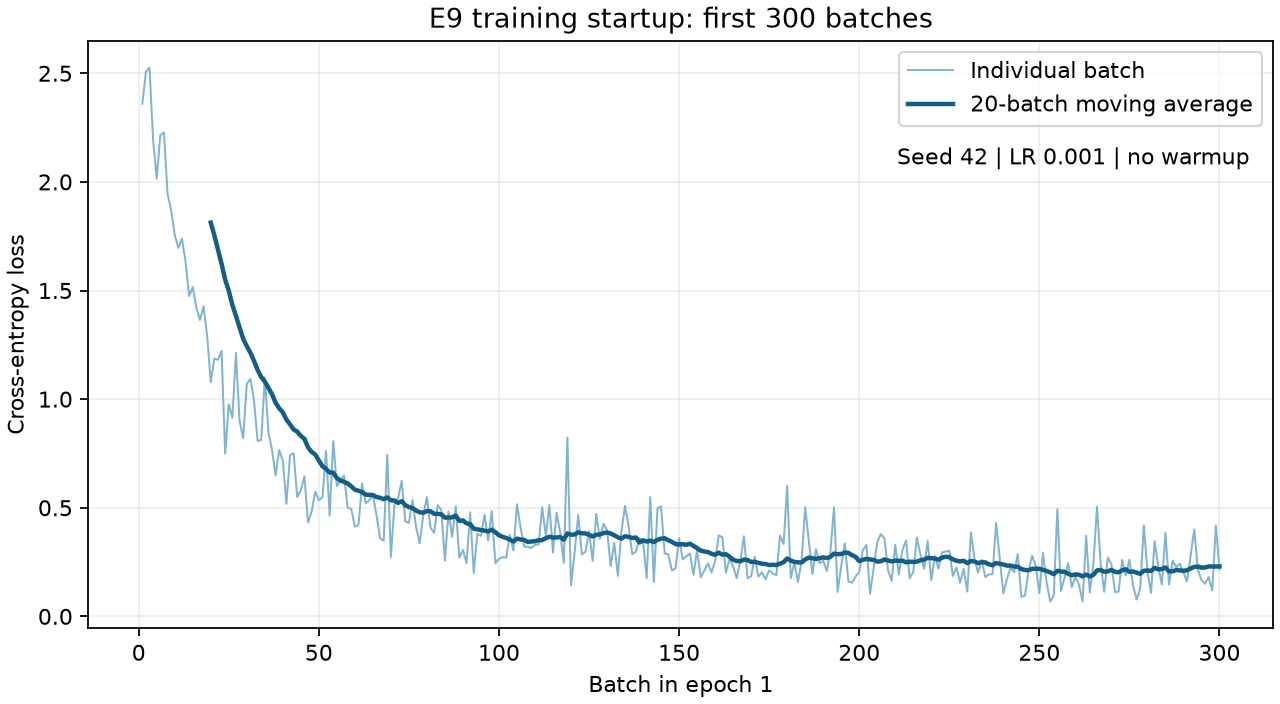 E9 training startup: first 300 batches
Individual batch
20-batch moving average
Seed 42 | LR 0.001 | no warmup
Cross-entropy loss
2.5
2.0
1.5
1.0
0.5
0.0
0 50 100 150 200 250 300
Batch in epoch 1